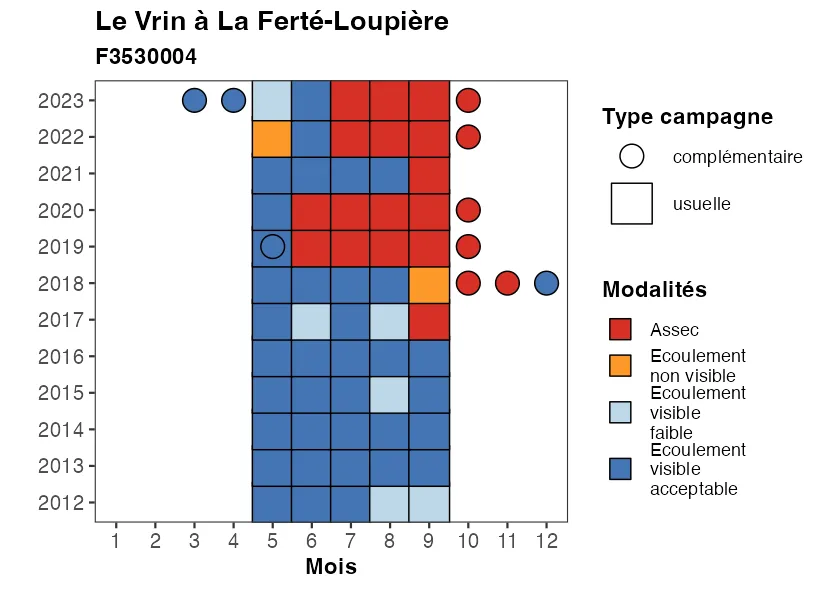 Le Vrin à La Ferté-Loupière
F3530004
2023
2022
2021
2020
2019
2018
2017
2016
2015
2014
2013
2012
1 2 3 4 5 6 7 8 9 10 11 12
Mois
Type campagne
complémentaire
usuelle
Modalités
Assec
Ecoulement
non visible
Ecoulement
visible
faible
Ecoulement
visible
acceptable